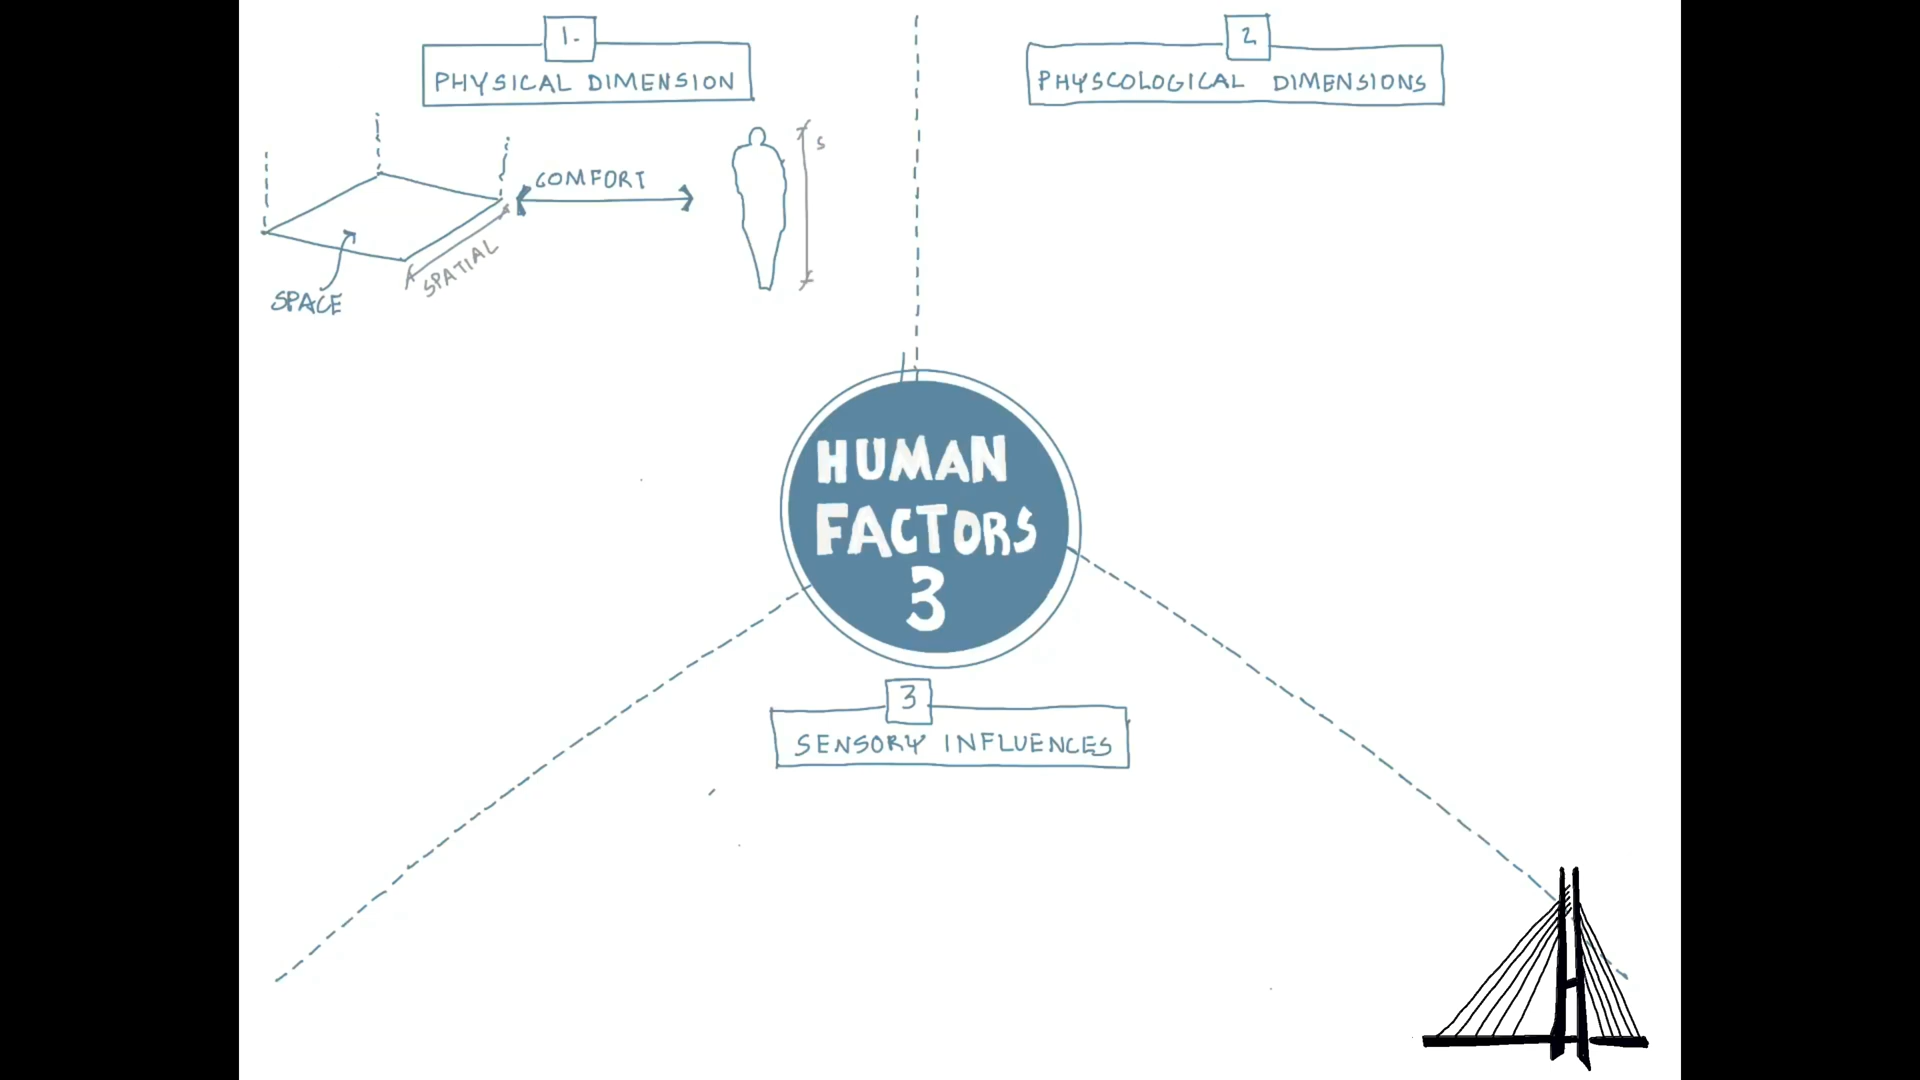 1.
PHYSICAL DIMENSION
2
PHYSCOLOGICAL DIMENSIONS
S
COMFORT
SPATIAL
SPACE
HUMAN
FACTORS
3
3
SENSORY INFLUENCES